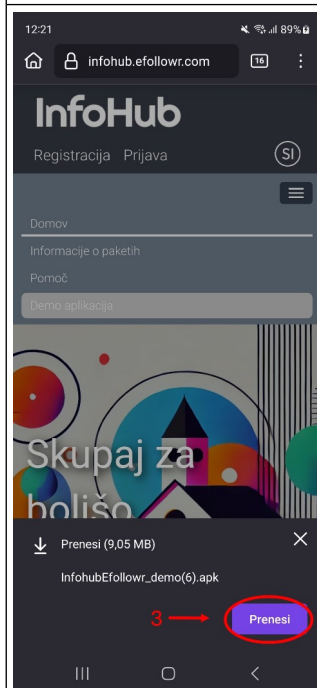 12:21 89%
infohub.efollowr.com 16
InfoHub
Registracija Prijava SI
Domov
Informacije o paketih
Pomoč
Demo aplikacija
Skupaj za
boljšo
Prenesi (9,05 MB)
InfohubEfollowr_demo(6).apk
3 Prenesi